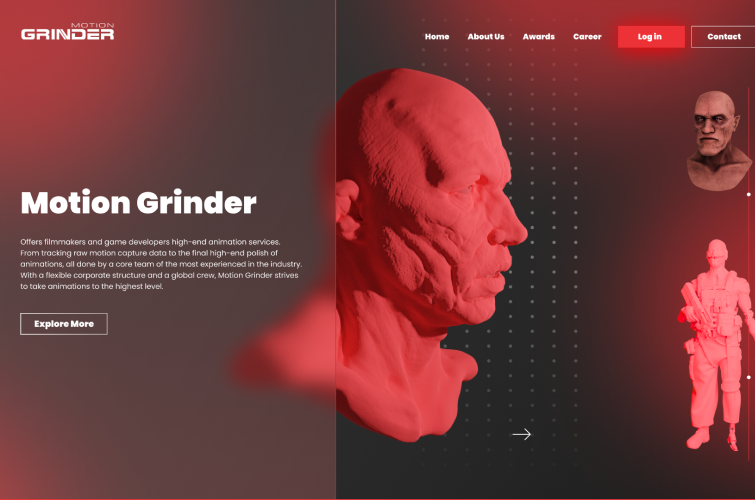 MOTION
GRINDER
Home About Us Awards Career Log in Contact
Motion Grinder
Offers filmmakers and game developers high-end animation services.
From tracking raw motion capture data to the final high-end polish of
animations, all done by a core team of the most experienced in the industry.
With a flexible corporate structure and a global crew, Motion Grinder strives
to take animations to the highest level.
Explore More